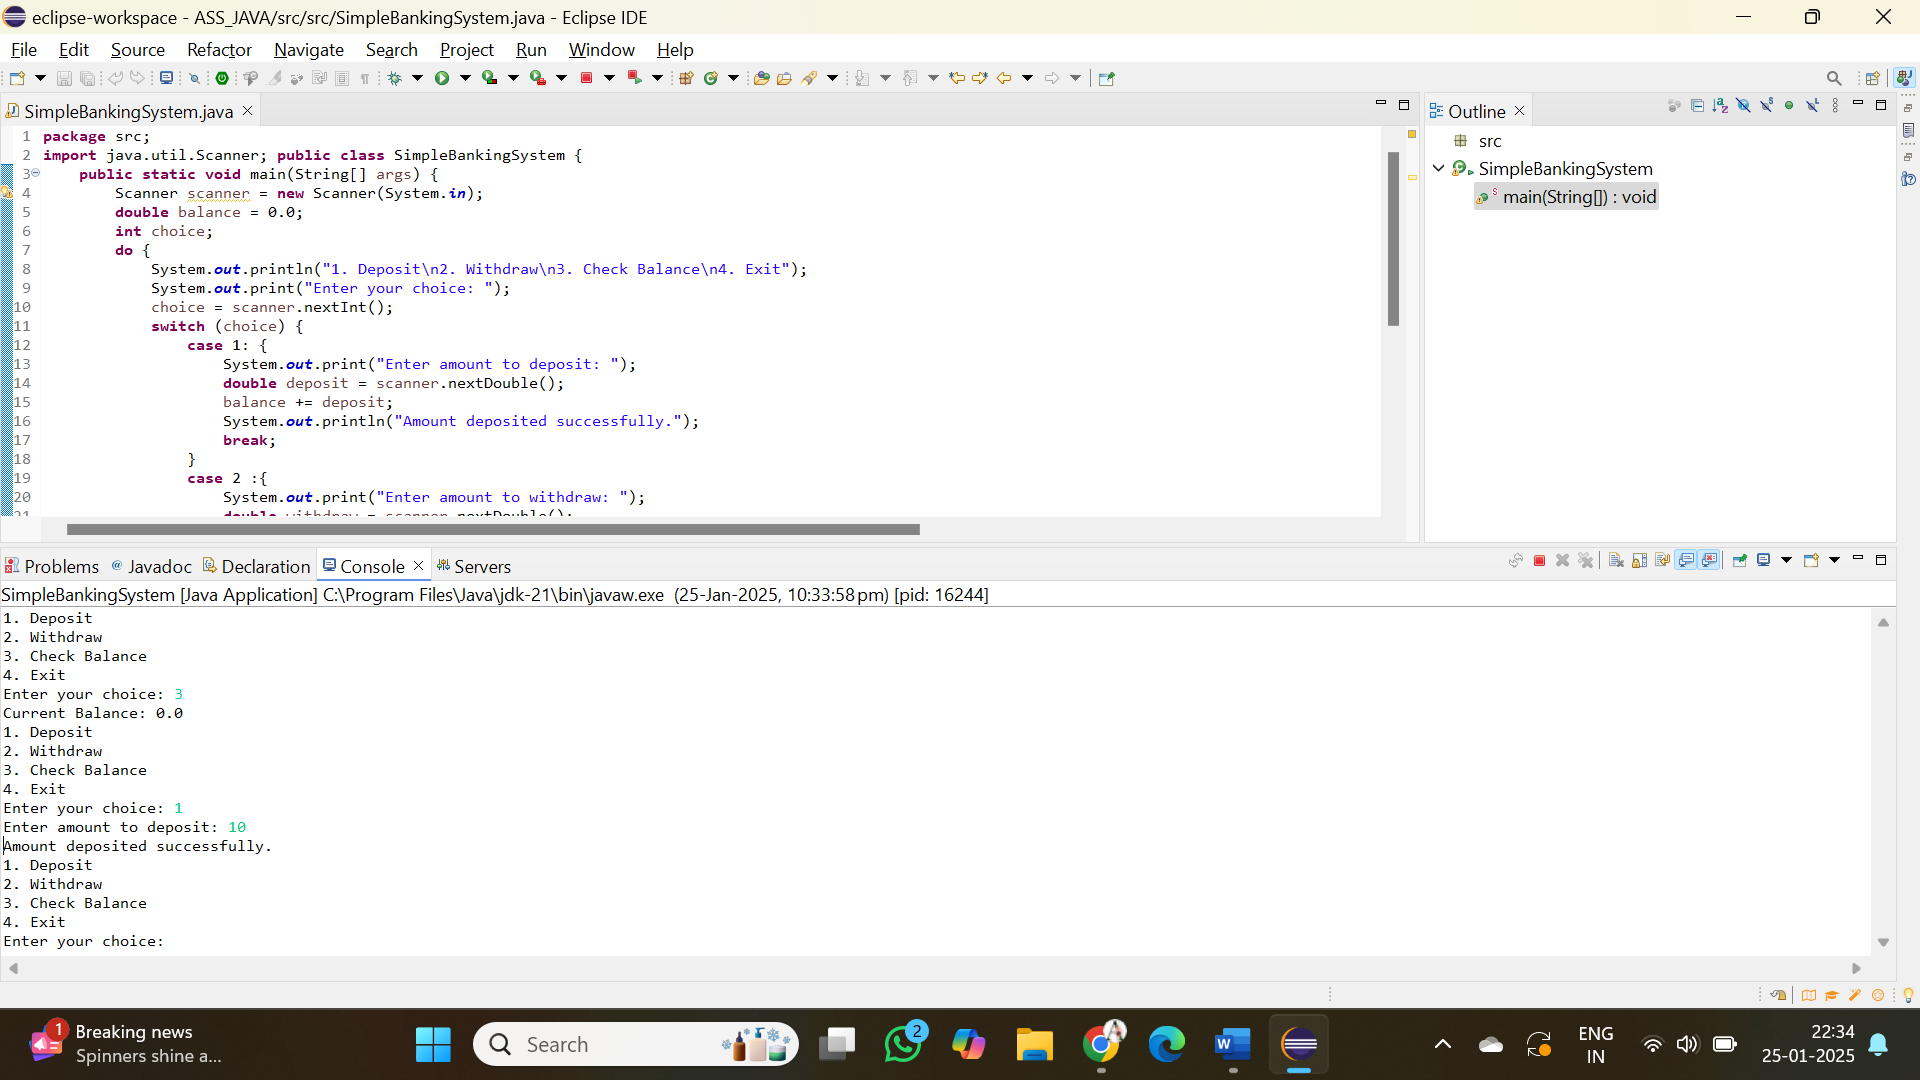 eclipse-workspace - ASS_JAVA/src/src/SimpleBankingSystem.java - Eclipse IDE
File Edit Source Refactor Navigate Search Project Run Window Help
SimpleBankingSystem.java
1 package src;
2 import java.util.Scanner; public class SimpleBankingSystem {
3 public static void main(String[] args) {
4 Scanner scanner = new Scanner(System.in);
5 double balance = 0.0;
6 int choice;
7 do {
8 System.out.println("1. Deposit\n2. Withdraw\n3. Check Balance\n4. Exit");
9 System.out.print("Enter your choice: ");
10 choice = scanner.nextInt();
11 switch (choice) {
12 case 1: {
13 System.out.print("Enter amount to deposit: ");
14 double deposit = scanner.nextDouble();
15 balance += deposit;
16 System.out.println("Amount deposited successfully.");
17 break;
18 }
19 case 2 :{
20 System.out.print("Enter amount to withdraw: ");
21 double withdraw = scanner.nextDouble();
Outline
src
SimpleBankingSystem
main(String[]) : void
Problems Javadoc Declaration Console Servers
SimpleBankingSystem [Java Application] C:\Program Files\Java\jdk-21\bin\javaw.exe (25-Jan-2025, 10:33:58 pm) [pid: 16244]
1. Deposit
2. Withdraw
3. Check Balance
4. Exit
Enter your choice: 3
Current Balance: 0.0
1. Deposit
2. Withdraw
3. Check Balance
4. Exit
Enter your choice: 1
Enter amount to deposit: 10
Amount deposited successfully.
1. Deposit
2. Withdraw
3. Check Balance
4. Exit
Enter your choice:
1
Breaking news
Spinners shine a...
Search
2
ENG
IN
22:34
25-01-2025